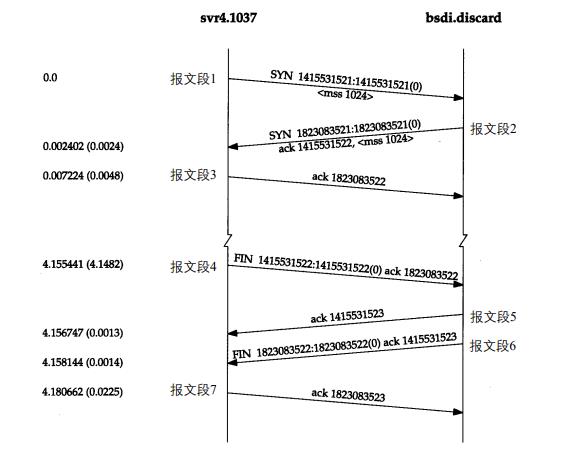 svr4.1037 bsdi.discard
0.0 报文段1 SYN 1415531521:1415531521(0)
<mss 1024>
SYN 1823083521:1823083521(0) 报文段2
0.002402 (0.0024) ack 1415531522, <mss 1024>
0.007224 (0.0048) 报文段3 ack 1823083522
4.155441 (4.1482) 报文段4 FIN 1415531522:1415531522(0) ack 1823083522
ack 1415531523 报文段5
4.156747 (0.0013)
FIN 1823083522:1823083522(0) ack 1415531523 报文段6
4.158144 (0.0014)
4.180662 (0.0225) 报文段7 ack 1823083523